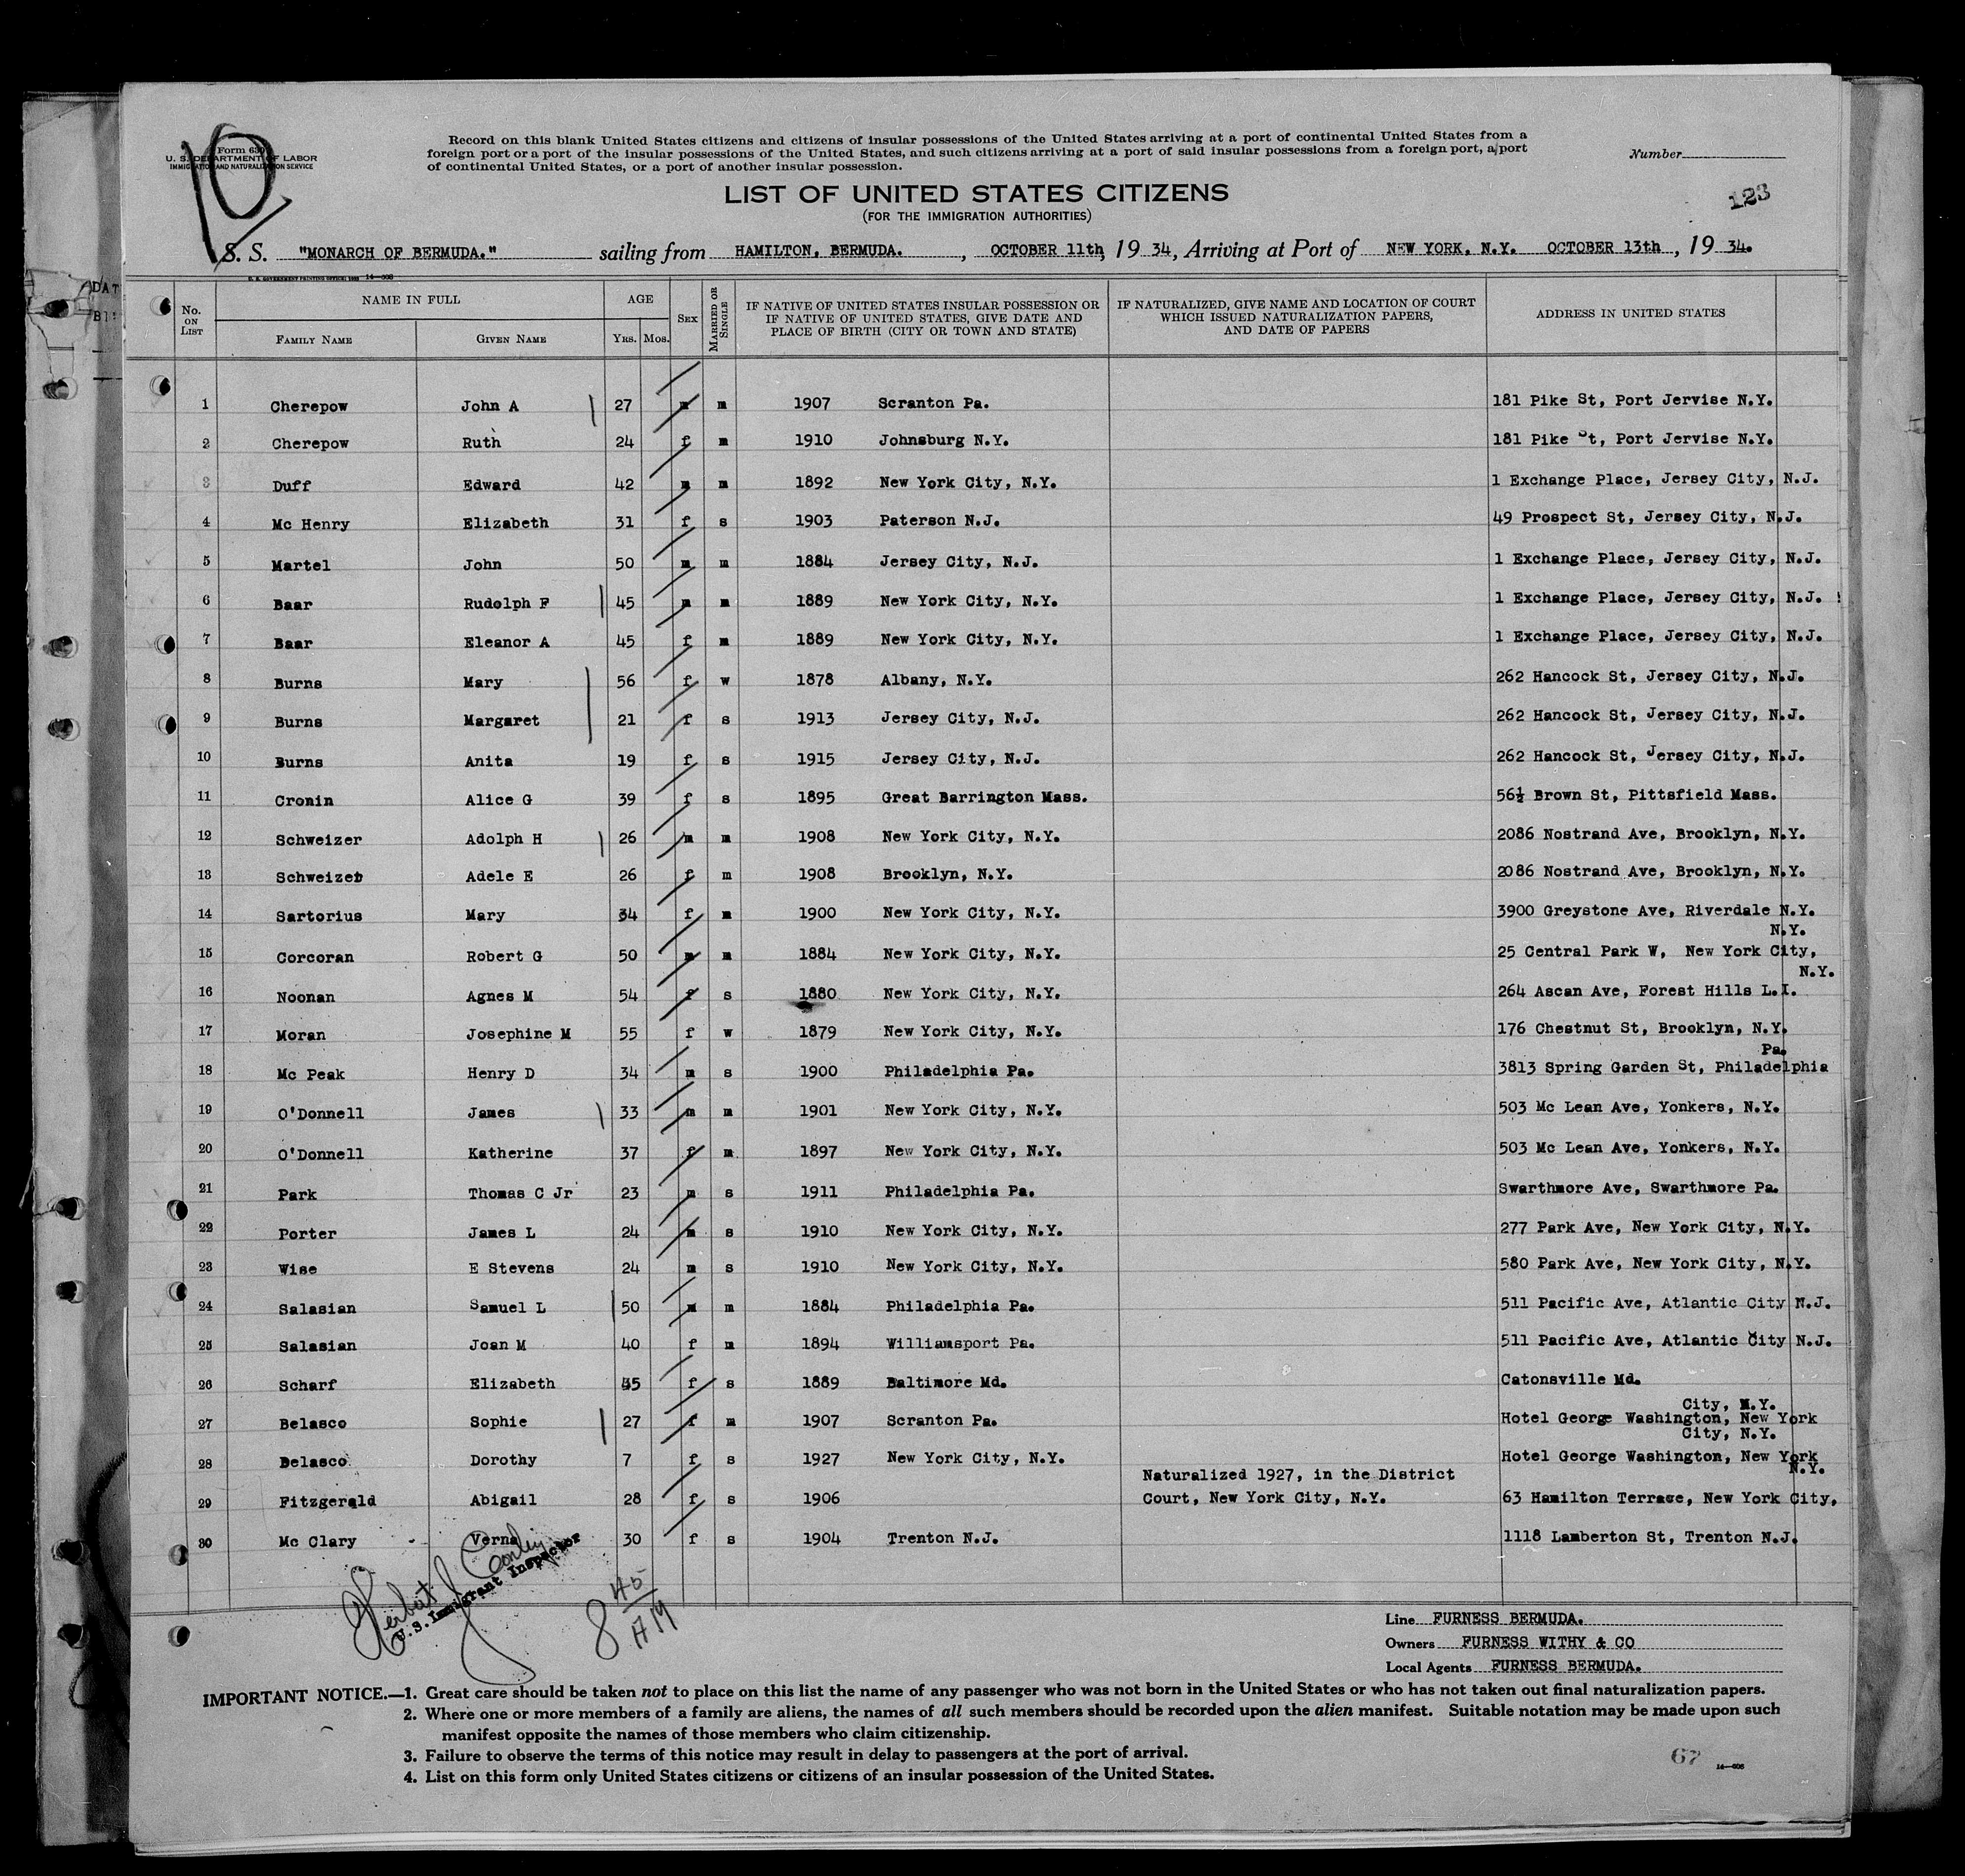 10
Form 630
U. S. DEPARTMENT OF LABOR
IMMIGRATION AND NATURALIZATION SERVICE
Record on this blank United States citizens and citizens of insular possessions of the United States arriving at a port of continental United States from a
foreign port or a port of the insular possessions of the United States, and such citizens arriving at a port of said insular possessions from a foreign port, a port
of continental United States, or a port of another insular possession.
Number
LIST OF UNITED STATES CITIZENS
(FOR THE IMMIGRATION AUTHORITIES)
123
S. S. "MONARCH OF BERMUDA." sailing from HAMILTON, BERMUDA. , OCTOBER 11th, 19 34, Arriving at Port of NEW YORK, N.Y. OCTOBER 13th , 19 34.
No. ON LIST NAME IN FULL AGE SEX MARRIED OR SINGLE IF NATIVE OF UNITED STATES INSULAR POSSESSION OR IF NATIVE OF UNITED STATES, GIVE DATE AND PLACE OF BIRTH (CITY OR TOWN AND STATE) IF NATURALIZED, GIVE NAME AND LOCATION OF COURT WHICH ISSUED NATURALIZATION PAPERS, AND DATE OF PAPERS ADDRESS IN UNITED STATES
FAMILY NAME GIVEN NAME YRS. MOS.
1 Cherepow John A 27 m m 1907 Scranton Pa. 181 Pike St, Port Jervise N.Y.
2 Cherepow Ruth 24 f m 1910 Johnsburg N.Y. 181 Pike St, Port Jervise N.Y.
3 Duff Edward 42 m m 1892 New York City, N.Y. 1 Exchange Place, Jersey City, N.J.
4 Mc Henry Elizabeth 31 f s 1903 Paterson N.J. 49 Prospect St, Jersey City, N.J.
5 Martel John 50 m m 1884 Jersey City, N.J. 1 Exchange Place, Jersey City, N.J.
6 Baar Rudolph F 45 m m 1889 New York City, N.Y. 1 Exchange Place, Jersey City, N.J.
7 Baar Eleanor A 45 f m 1889 New York City, N.Y. 1 Exchange Place, Jersey City, N.J.
8 Burns Mary 56 f w 1878 Albany, N.Y. 262 Hancock St, Jersey City, N.J.
9 Burns Margaret 21 f s 1913 Jersey City, N.J. 262 Hancock St, Jersey City, N.J.
10 Burns Anita 19 f s 1915 Jersey City, N.J. 262 Hancock St, Jersey City, N.J.
11 Cronin Alice G 39 f s 1895 Great Barrington Mass. 56½ Brown St, Pittsfield Mass.
12 Schweizer Adolph H 26 m m 1908 New York City, N.Y. 2086 Nostrand Ave, Brooklyn, N.Y.
13 Schweizer Adele E 26 f m 1908 Brooklyn, N.Y. 2086 Nostrand Ave, Brooklyn, N.Y.
14 Sartorius Mary 34 f m 1900 New York City, N.Y. 3900 Greystone Ave, Riverdale N.Y.
N.Y.
15 Corcoran Robert G 50 m m 1884 New York City, N.Y. 25 Central Park W, New York City,
N.Y.
16 Noonan Agnes M 54 f s 1880 New York City, N.Y. 264 Ascan Ave, Forest Hills L.I.
17 Moran Josephine M 55 f w 1879 New York City, N.Y. 176 Chestnut St, Brooklyn, N.Y.
Pa.
18 Mc Peak Henry D 34 m s 1900 Philadelphia Pa. 3813 Spring Garden St, Philadelphia
19 O'Donnell James 33 m m 1901 New York City, N.Y. 503 Mc Lean Ave, Yonkers, N.Y.
20 O'Donnell Katherine 37 f m 1897 New York City, N.Y. 503 Mc Lean Ave, Yonkers, N.Y.
21 Park Thomas C Jr 23 m s 1911 Philadelphia Pa. Swarthmore Ave, Swarthmore Pa.
22 Porter James L 24 m s 1910 New York City, N.Y. 277 Park Ave, New York City, N.Y.
23 Wise E Stevens 24 m s 1910 New York City, N.Y. 580 Park Ave, New York City, N.Y.
24 Salasian Samuel L 50 m m 1884 Philadelphia Pa. 511 Pacific Ave, Atlantic City N.J.
25 Salasian Joan M 40 f m 1894 Williamsport Pa. 511 Pacific Ave, Atlantic City N.J.
26 Scharf Elizabeth 45 f s 1889 Baltimore Md. Catonsville Md.
City, N.Y.
27 Belasco Sophie 27 f m 1907 Scranton Pa. Hotel George Washington, New York
City, N.Y.
28 Belasco Dorothy 7 f s 1927 New York City, N.Y. Hotel George Washington, New York
Naturalized 1927, in the District N.Y.
29 Fitzgerald Abigail 28 f s 1906 Court, New York City, N.Y. 63 Hamilton Terrace, New York City,
30 Mc Clary Verna 30 f s 1904 Trenton N.J. 1118 Lamberton St, Trenton N.J.
Herbert
U.S. Immigrant Inspector
8 45 AM
Line FURNESS BERMUDA.
Owners FURNESS WITHY & CO
Local Agents FURNESS BERMUDA.
IMPORTANT NOTICE.—1. Great care should be taken not to place on this list the name of any passenger who was not born in the United States or who has not taken out final naturalization papers.
2. Where one or more members of a family are aliens, the names of all such members should be recorded upon the alien manifest. Suitable notation may be made upon such
manifest opposite the names of those members who claim citizenship.
3. Failure to observe the terms of this notice may result in delay to passengers at the port of arrival.
4. List on this form only United States citizens or citizens of an insular possession of the United States.
67